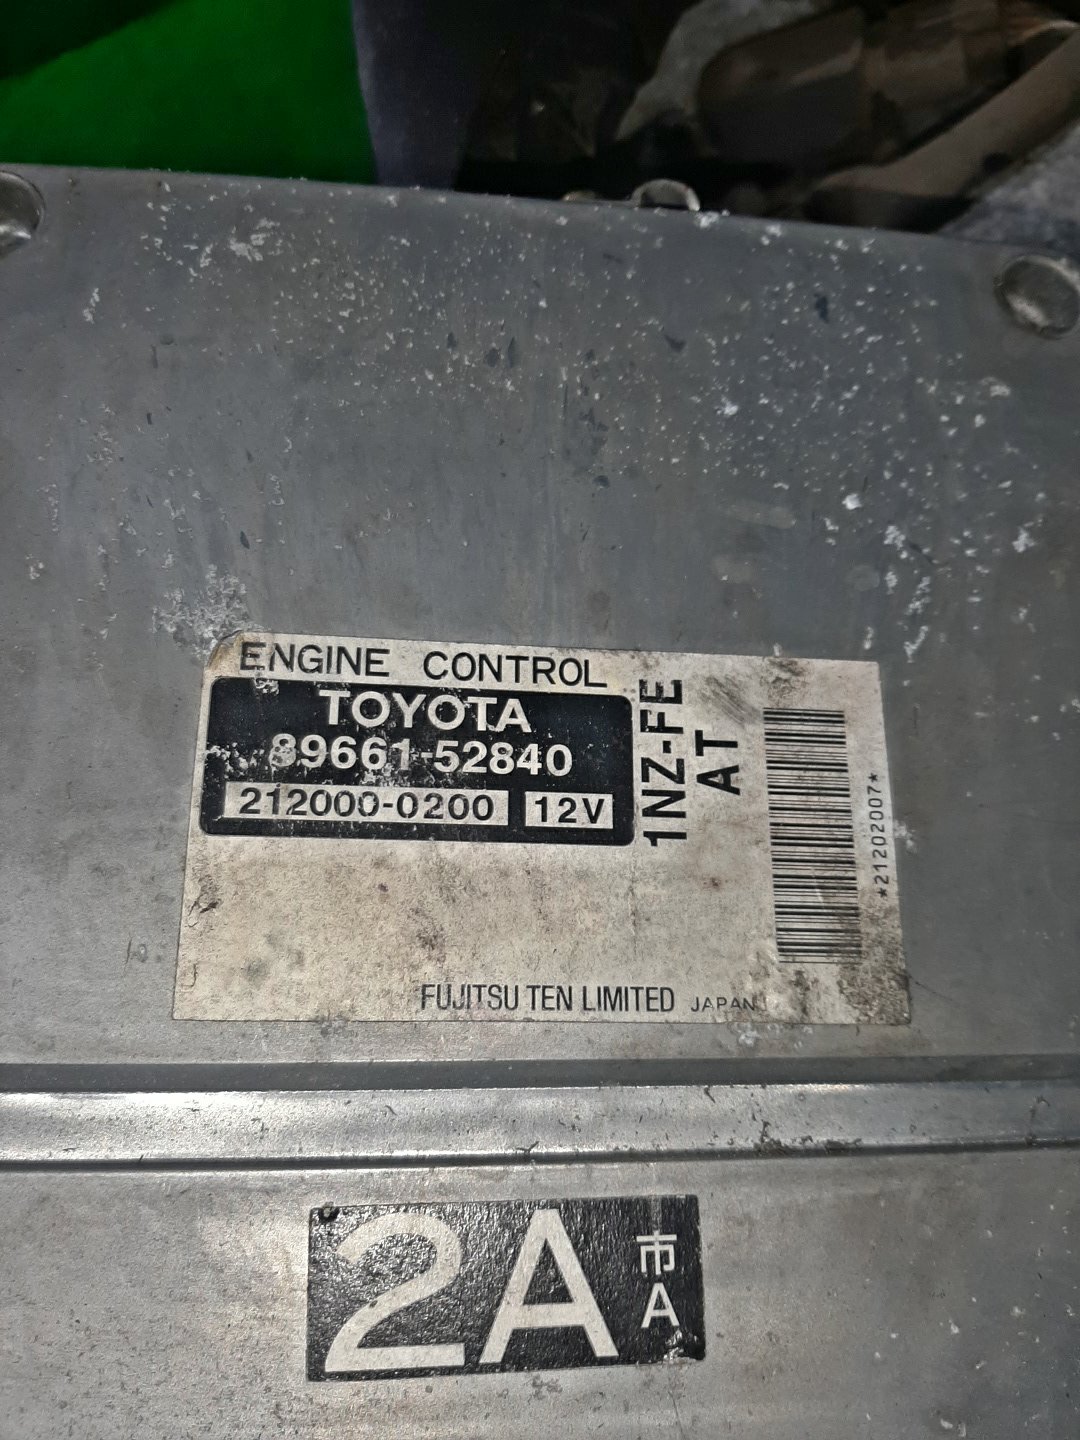 ENGINE CONTROL
TOYOTA
89661-52840
212000-0200 12V
1NZ-FE
AT
*21202007*
FUJITSU TEN LIMITED JAPAN
2A
市
A